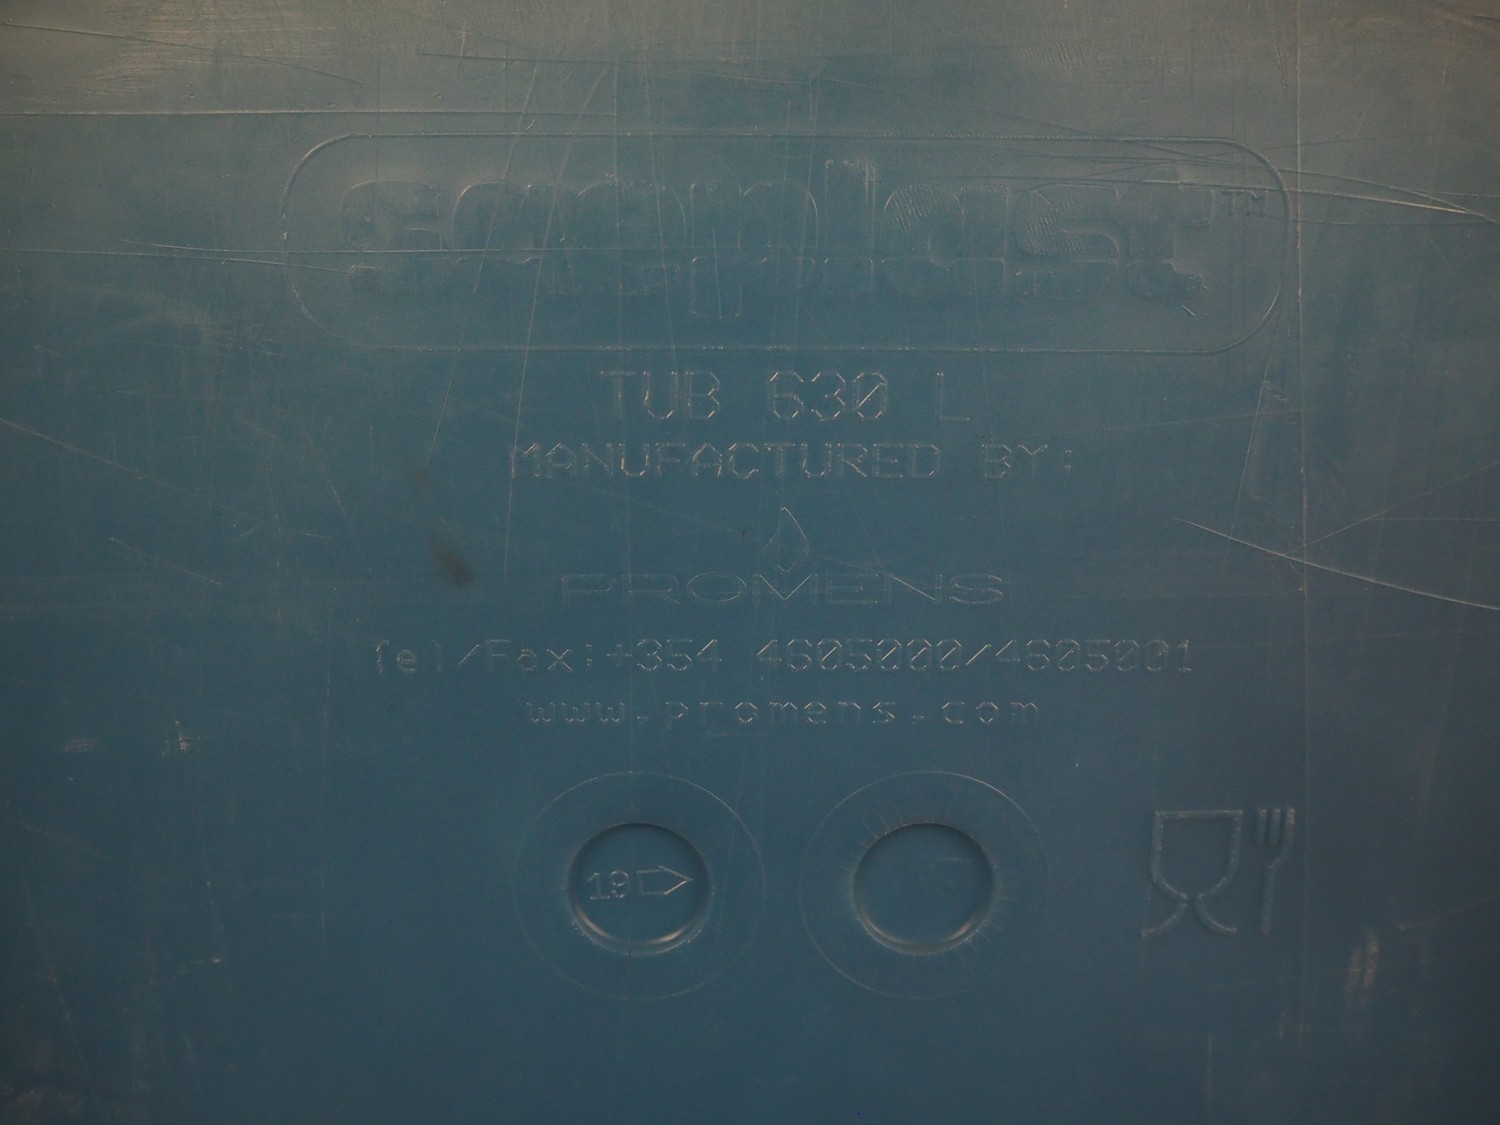 saeplast™
TUB 630 L
MANUFACTURED BY:
PROMENS
Tel/Fax:+354 4605000/4605001
www.promens.com
19